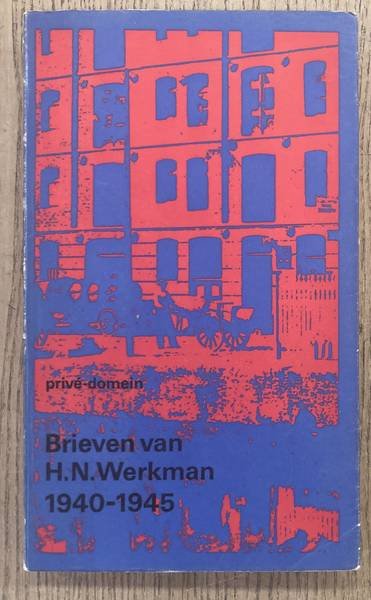 privé-domein
Brieven van
H.N.Werkman
1940-1945